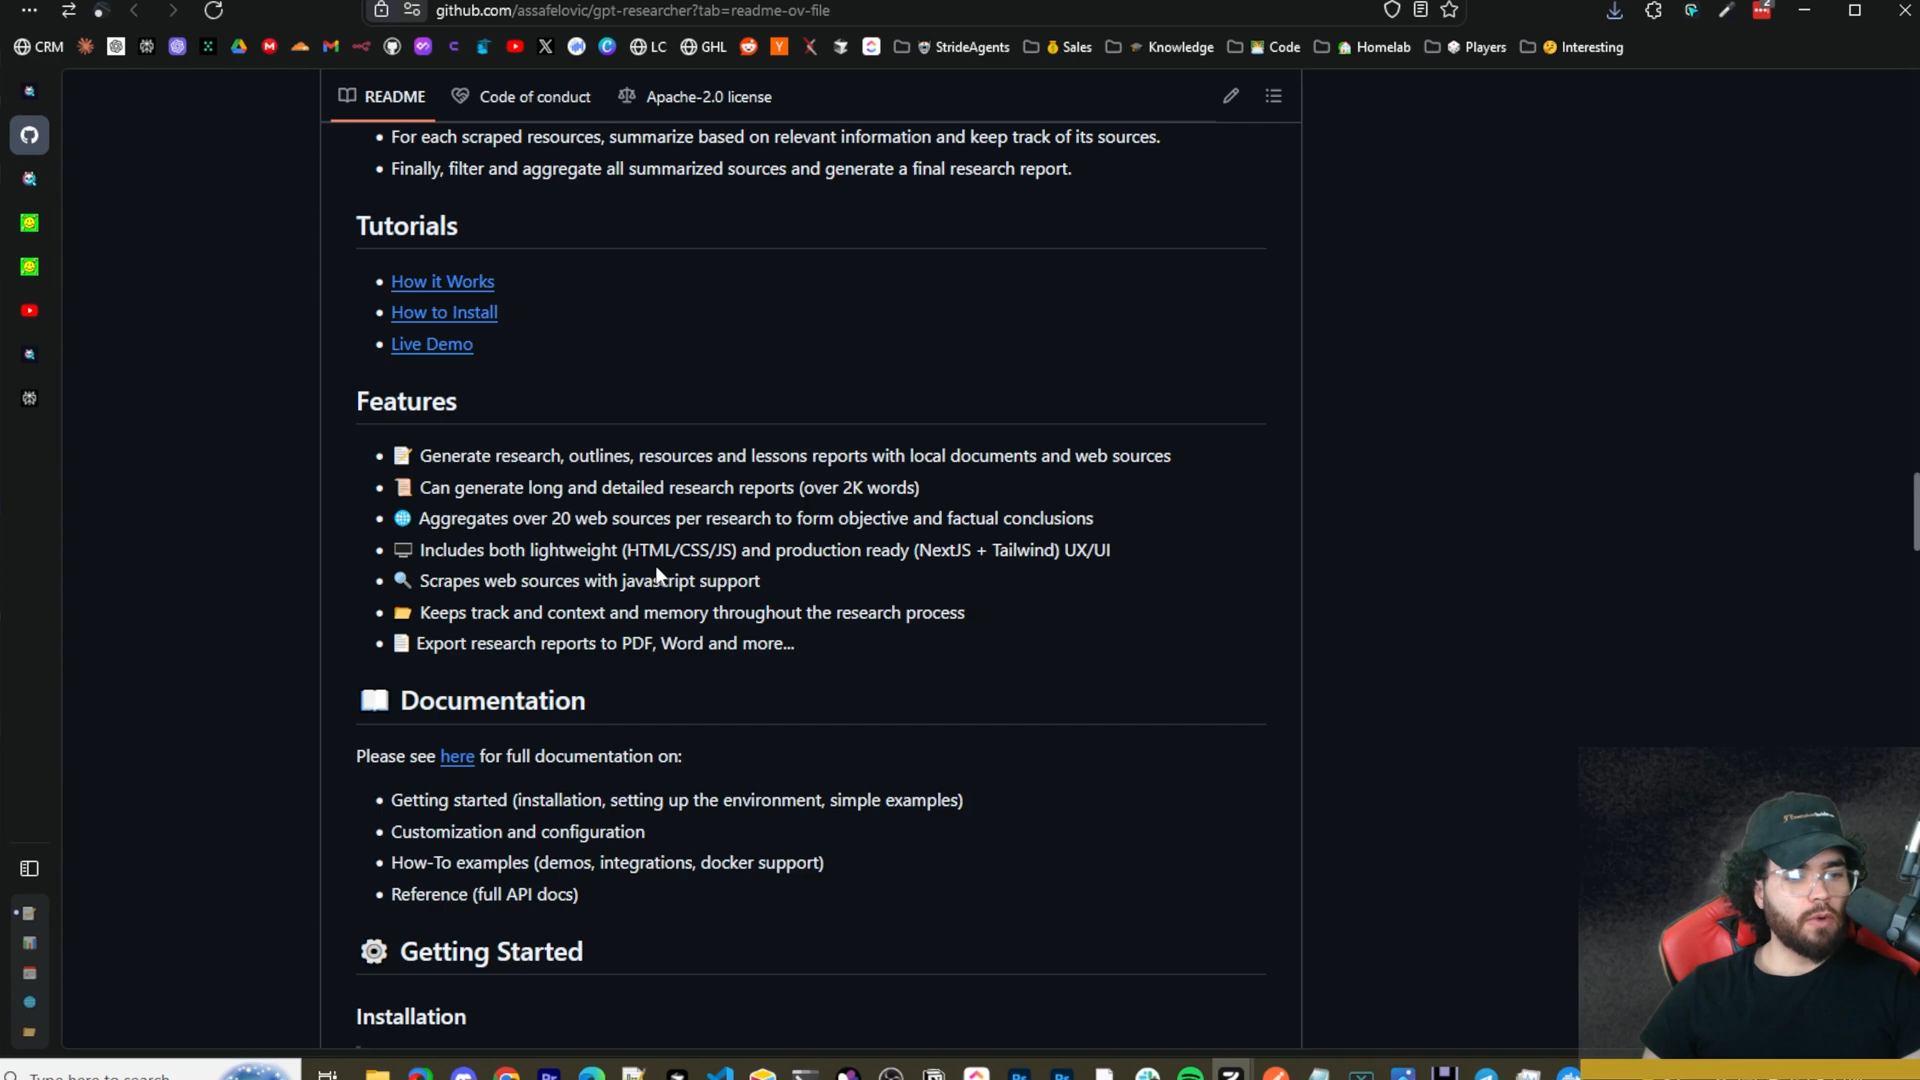 github.com/assafelovic/gpt-researcher?tab=readme-ov-file
CRM
LC
GHL
StrideAgents
Sales
Knowledge
Code
Homelab
Players
Interesting
README
Code of conduct
Apache-2.0 license
• For each scraped resources, summarize based on relevant information and keep track of its sources.
• Finally, filter and aggregate all summarized sources and generate a final research report.
Tutorials
• How it Works
• How to Install
• Live Demo
Features
• 📝 Generate research, outlines, resources and lessons reports with local documents and web sources
• 📜 Can generate long and detailed research reports (over 2K words)
• 🌐 Aggregates over 20 web sources per research to form objective and factual conclusions
• 🖥️ Includes both lightweight (HTML/CSS/JS) and production ready (NextJS + Tailwind) UX/UI
• 🔍 Scrapes web sources with javascript support
• 📂 Keeps track and context and memory throughout the research process
• 📄 Export research reports to PDF, Word and more...
📖 Documentation
Please see here for full documentation on:
• Getting started (installation, setting up the environment, simple examples)
• Customization and configuration
• How-To examples (demos, integrations, docker support)
• Reference (full API docs)
⚙️ Getting Started
Installation
Type here to search